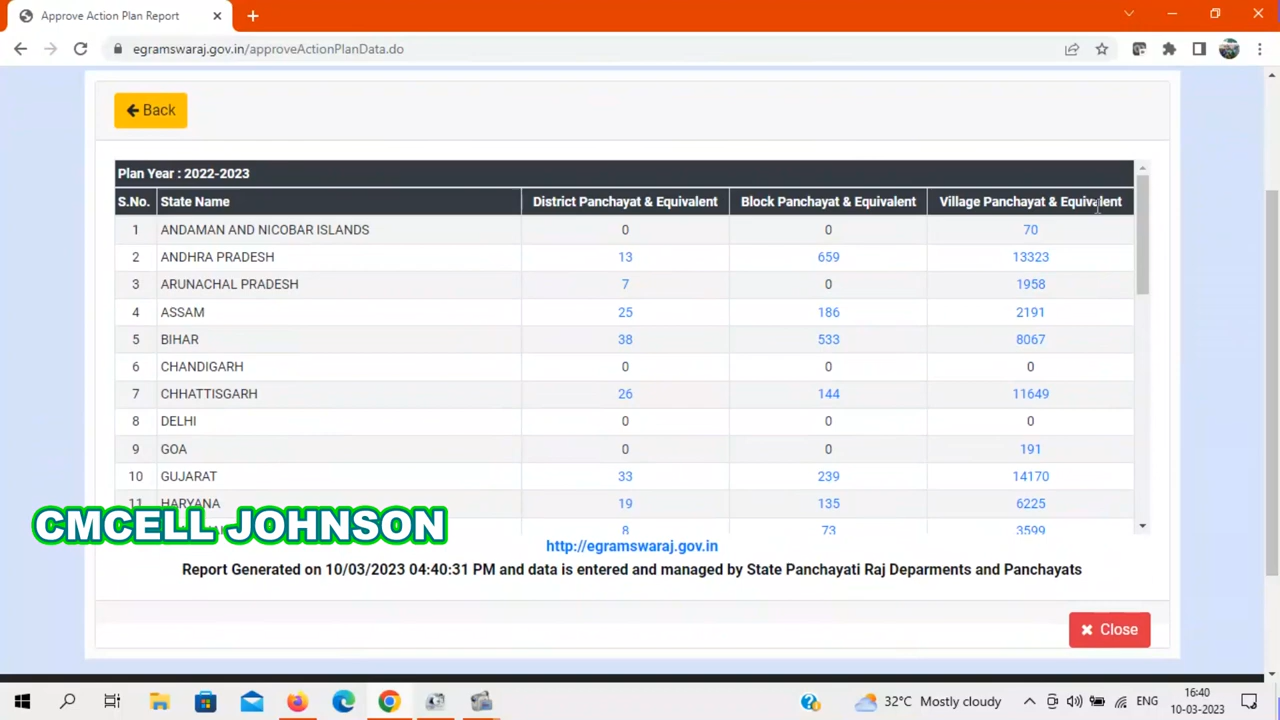 Approve Action Plan Report
egramswaraj.gov.in/approveActionPlanData.do
Back
Plan Year : 2022-2023
S.No. State Name District Panchayat & Equivalent Block Panchayat & Equivalent Village Panchayat & Equivalent
1 ANDAMAN AND NICOBAR ISLANDS 0 0 70
2 ANDHRA PRADESH 13 659 13323
3 ARUNACHAL PRADESH 7 0 1958
4 ASSAM 25 186 2191
5 BIHAR 38 533 8067
6 CHANDIGARH 0 0 0
7 CHHATTISGARH 26 144 11649
8 DELHI 0 0 0
9 GOA 0 0 191
10 GUJARAT 33 239 14170
11 HARYANA 19 135 6225
8 73 3599
CMCELL JOHNSON
http://egramswaraj.gov.in
Report Generated on 10/03/2023 04:40:31 PM and data is entered and managed by State Panchayati Raj Deparments and Panchayats
Close
32°C Mostly cloudy ENG 16:40
10-03-2023